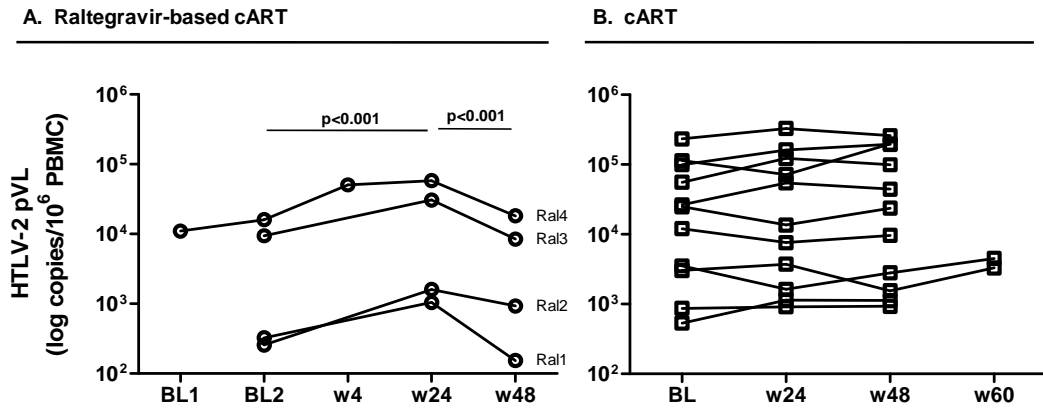 A. Raltegravir-based cART
B. cART
HTLV-2 pVL
(log copies/10⁶ PBMC)
10⁶
10⁵
10⁴
10³
10²
p<0.001
p<0.001
Ral4
Ral3
Ral2
Ral1
BL1 BL2 w4 w24 w48
10⁶
10⁵
10⁴
10³
10²
BL w24 w48 w60